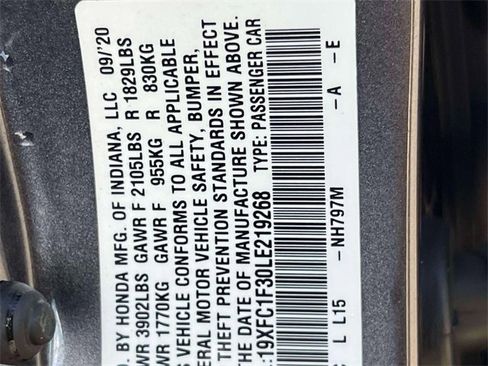 D. BY HONDA MFG. OF INDIANA, LLC 09/'20
WR 3902LBS GAWR F 2105LBS R 1829LBS
WR 1770KG GAWR F 955KG R 830KG
S VEHICLE CONFORMS TO ALL APPLICABLE
ERAL MOTOR VEHICLE SAFETY, BUMPER,
THEFT PREVENTION STANDARDS IN EFFECT
THE DATE OF MANUFACTURE SHOWN ABOVE.
:19XFC1F30LE219268 TYPE: PASSENGER CAR
L L15 -NH797M -A -E